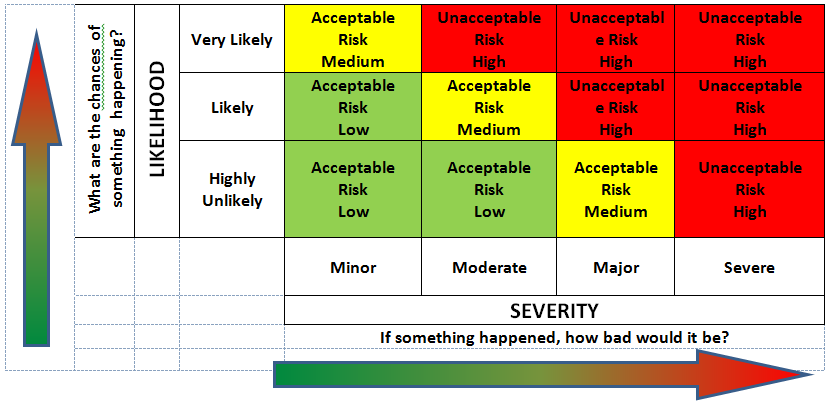 What are the chances of
something happening?
LIKELIHOOD
Very Likely
Acceptable
Risk
Medium
Unacceptable
Risk
High
Unacceptabl
e Risk
High
Unacceptable
Risk
High
Likely
Acceptable
Risk
Low
Acceptable
Risk
Medium
Unacceptabl
e Risk
High
Unacceptable
Risk
High
Highly
Unlikely
Acceptable
Risk
Low
Acceptable
Risk
Low
Acceptable
Risk
Medium
Unacceptable
Risk
High
Minor
Moderate
Major
Severe
SEVERITY
If something happened, how bad would it be?